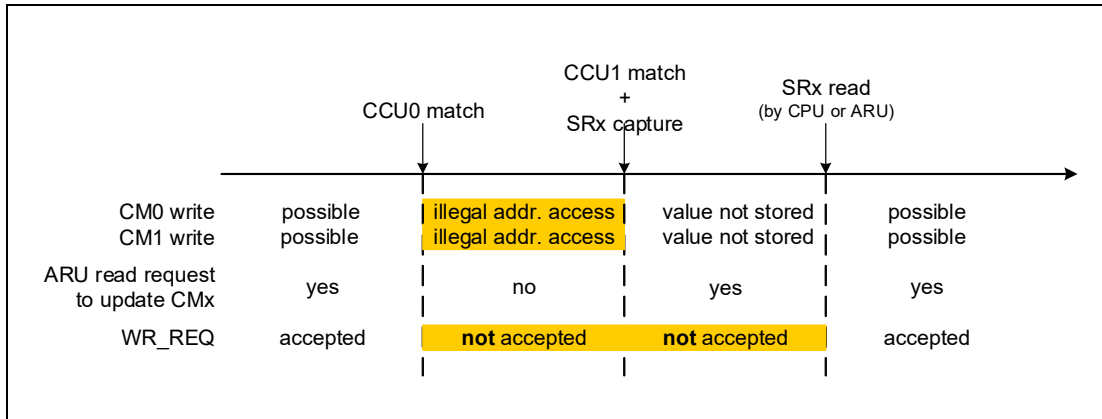 CCU1 match
+
SRx capture
SRx read
(by CPU or ARU)
CCU0 match
CM0 write possible illegal addr. access value not stored possible
CM1 write possible illegal addr. access value not stored possible
ARU read request
to update CMx yes no yes yes
WR_REQ accepted not accepted not accepted accepted